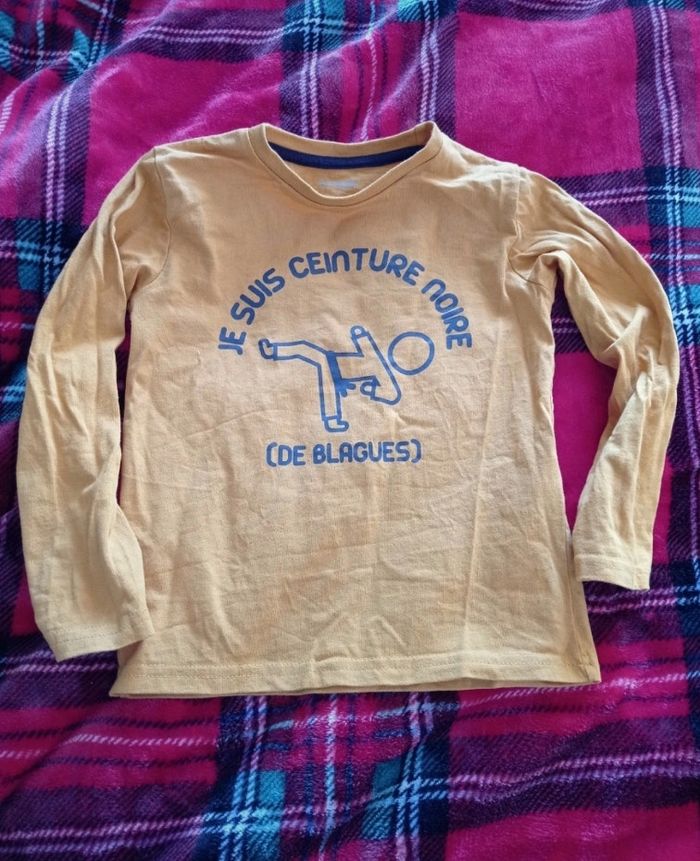 JE SUIS CEINTURE NOIRE
(DE BLAGUES)